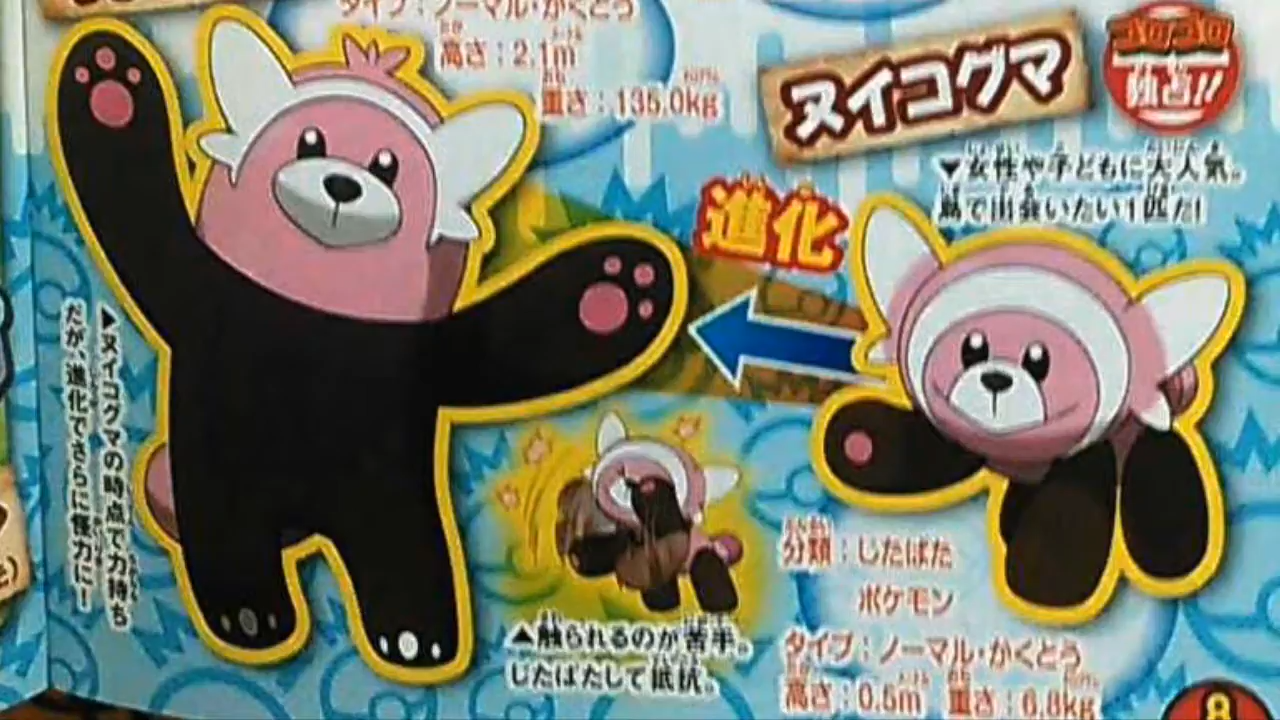 タイプ：ノーマル・かくとう
高さ：2.1m
重さ：135.0kg
ヌイコグマ
コロコロ
独占!!
▼女性や子どもに大人気。
島で出会いたい1匹だ!
進化
▶ヌイコグマの時点で力持ち
だが、進化でさらに怪力に!
▲触られるのが苦手。
じたばたして抵抗。
分類：じたばた
ポケモン
タイプ：ノーマル・かくとう
高さ：0.5m 重さ：6.8kg
8